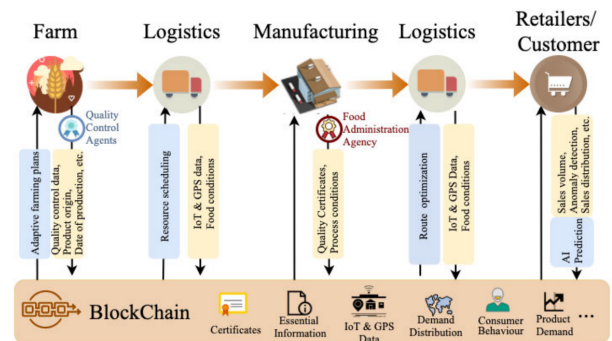 Farm
Logistics
Manufacturing
Logistics
Retailers/
Customer
Quality
Control
Agents
Food
Administration
Agency
Adaptive farming plans
Quality control data,
Product origin,
Date of production, etc.
Resource scheduling
IoT & GPS data,
Food conditions
Quality Certificates,
Process conditions
Route optimization
IoT & GPS Data,
Food conditions
Sales volume,
Anomaly detection,
Sales distribution, etc.
AI
Prediction
BlockChain
Certificates
Essential
Information
IoT & GPS
Data
Demand
Distribution
Consumer
Behaviour
Product
Demand
...